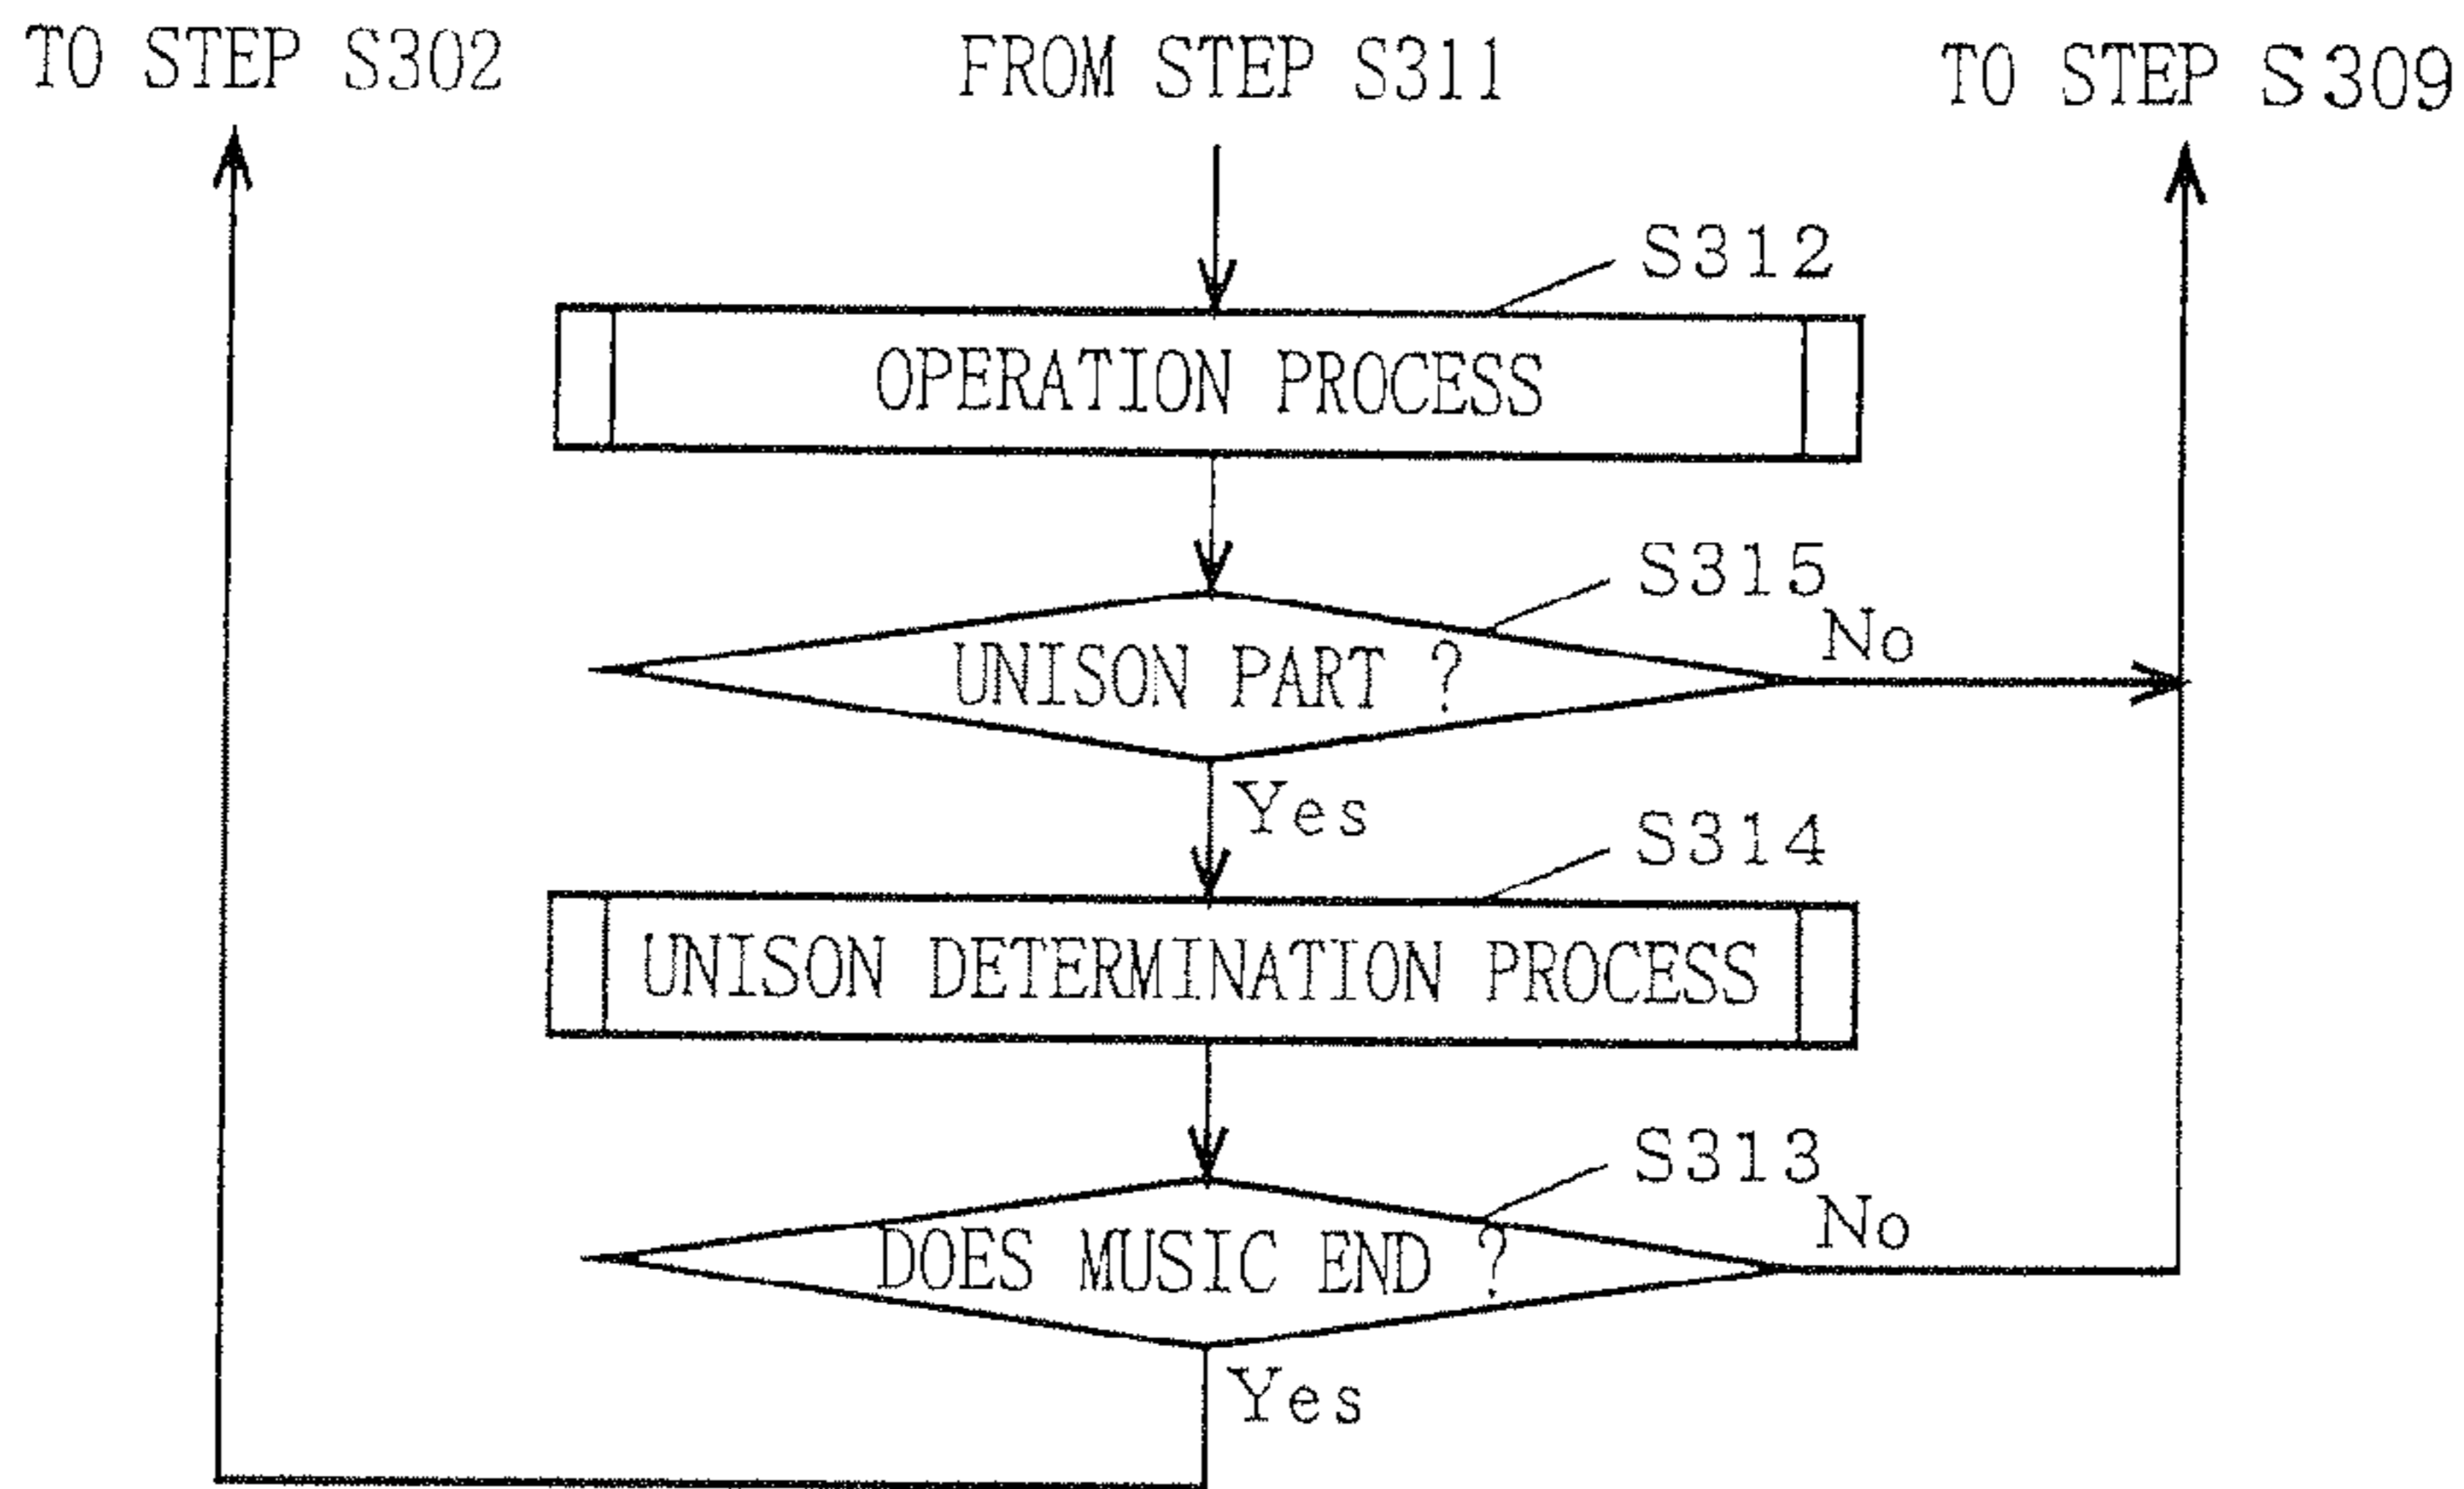 TO STEP S302
FROM STEP S311
TO STEP S309
S312
OPERATION PROCESS
S315
UNISON PART ?
No
Yes
S314
UNISON DETERMINATION PROCESS
S313
DOES MUSIC END ?
No
Yes